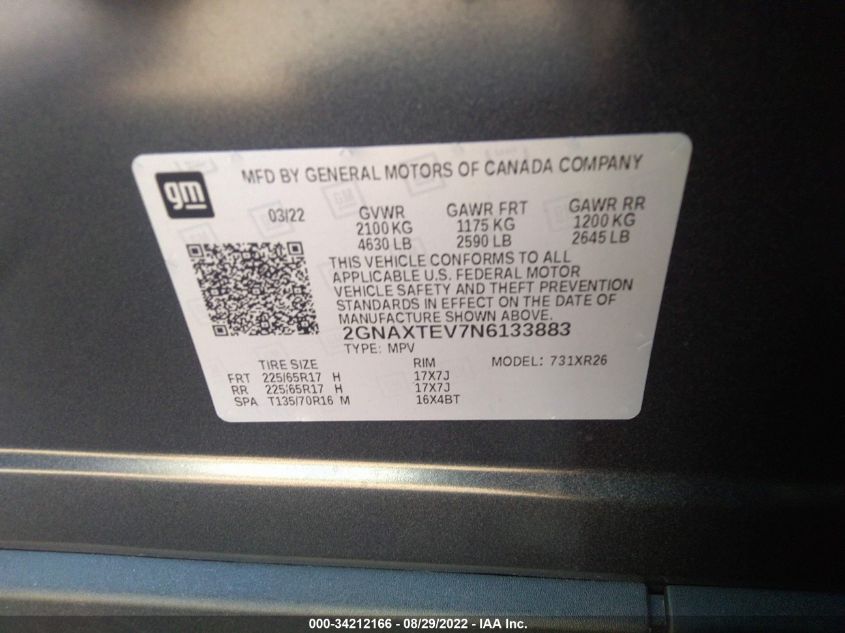 gm
MFD BY GENERAL MOTORS OF CANADA COMPANY
03/22 GVWR GAWR FRT GAWR RR
2100 KG 1175 KG 1200 KG
4630 LB 2590 LB 2645 LB
THIS VEHICLE CONFORMS TO ALL
APPLICABLE U.S. FEDERAL MOTOR
VEHICLE SAFETY AND THEFT PREVENTION
STANDARDS IN EFFECT ON THE DATE OF
MANUFACTURE SHOWN ABOVE.
2GNAXTEV7N6133883
TYPE: MPV
TIRE SIZE RIM MODEL: 731XR26
FRT 225/65R17 H 17X7J
RR 225/65R17 H 17X7J
SPA T135/70R16 M 16X4BT
000-34212166 - 08/29/2022 - IAA Inc.